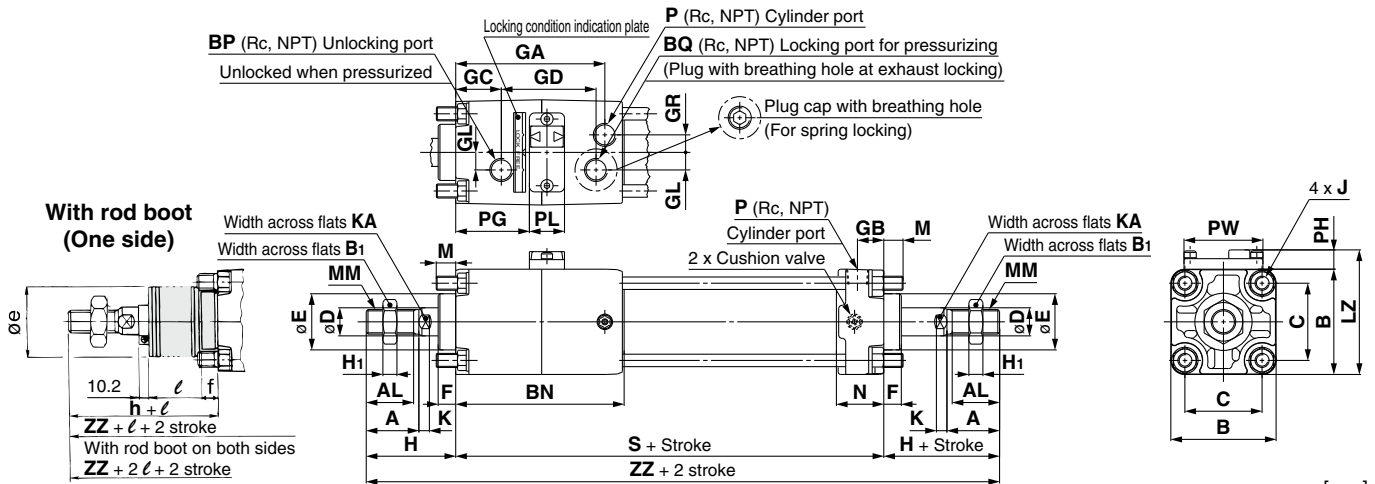 P (Rc, NPT) Cylinder port
Locking condition indication plate
BP (Rc, NPT) Unlocking port
BQ (Rc, NPT) Locking port for pressurizing
GA
Unlocked when pressurized
(Plug with breathing hole at exhaust locking)
GC
GD
GR
Plug cap with breathing hole
(For spring locking)
GL
GL
4 x J
With rod boot
(One side)
PG
PL
P (Rc, NPT)
Width across flats KA
PW
PH
Width across flats KA
Cylinder port
GB
M
Width across flats B1
Width across flats B1
M
2 x Cushion valve
MM
MM
øe
øE
øD
øD
øE
C
B
LZ
H1
H1
10.2
ℓ
f
AL
F
BN
N
F
AL
h + ℓ
A
K
K
A
C
ZZ + ℓ + 2 stroke
H
S + Stroke
H + Stroke
B
With rod boot on both sides
ZZ + 2 ℓ + 2 stroke
ZZ + 2 stroke